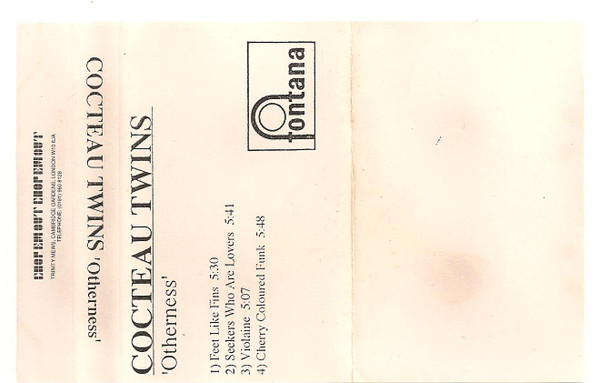 CHOP EM OUT CHOP EM OUT
TRINITY MEWS, CAMBRIDGE GARDENS, LONDON W10 6JA
TELEPHONE: (0181) 960 8128
COCTEAU TWINS 'Otherness'
COCTEAU TWINS
'Otherness'
1) Feet Like Fins 5:30
2) Seekers Who Are Lovers 5:41
3) Violaine 5:07
4) Cherry Coloured Funk 5:48
fontana